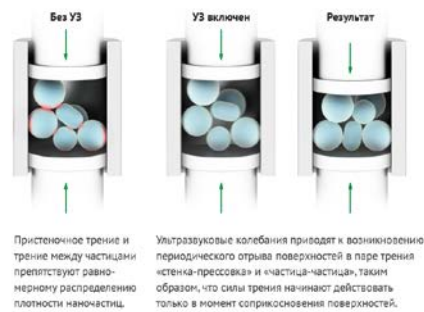 Без УЗ
УЗ включен
Результат
Пристеночное трение и
трение между частицами
препятствуют равно-
мерному распределению
плотности наночастиц.
Ультразвуковые колебания приводят к возникновению
периодического отрыва поверхностей в паре трения
«стенка-прессовка» и «частица-частица», таким
образом, что силы трения начинают действовать
только в момент соприкосновения поверхностей.